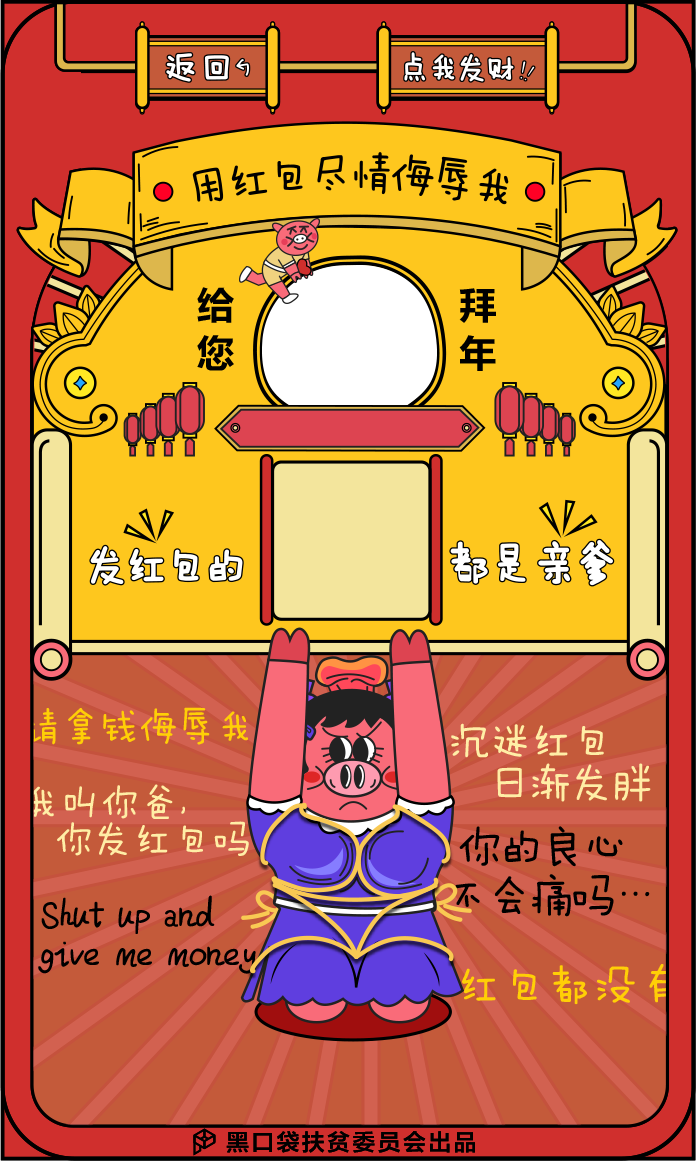 返回
点我发财!!
用红包尽情侮辱我
给您
拜年
发红包的
都是亲爹
请拿钱侮辱我
沉迷红包
日渐发胖
我叫你爸，
你发红包吗
你的良心
不会痛吗…
Shut up and
give me money
红包都没有
黑口袋扶贫委员会出品